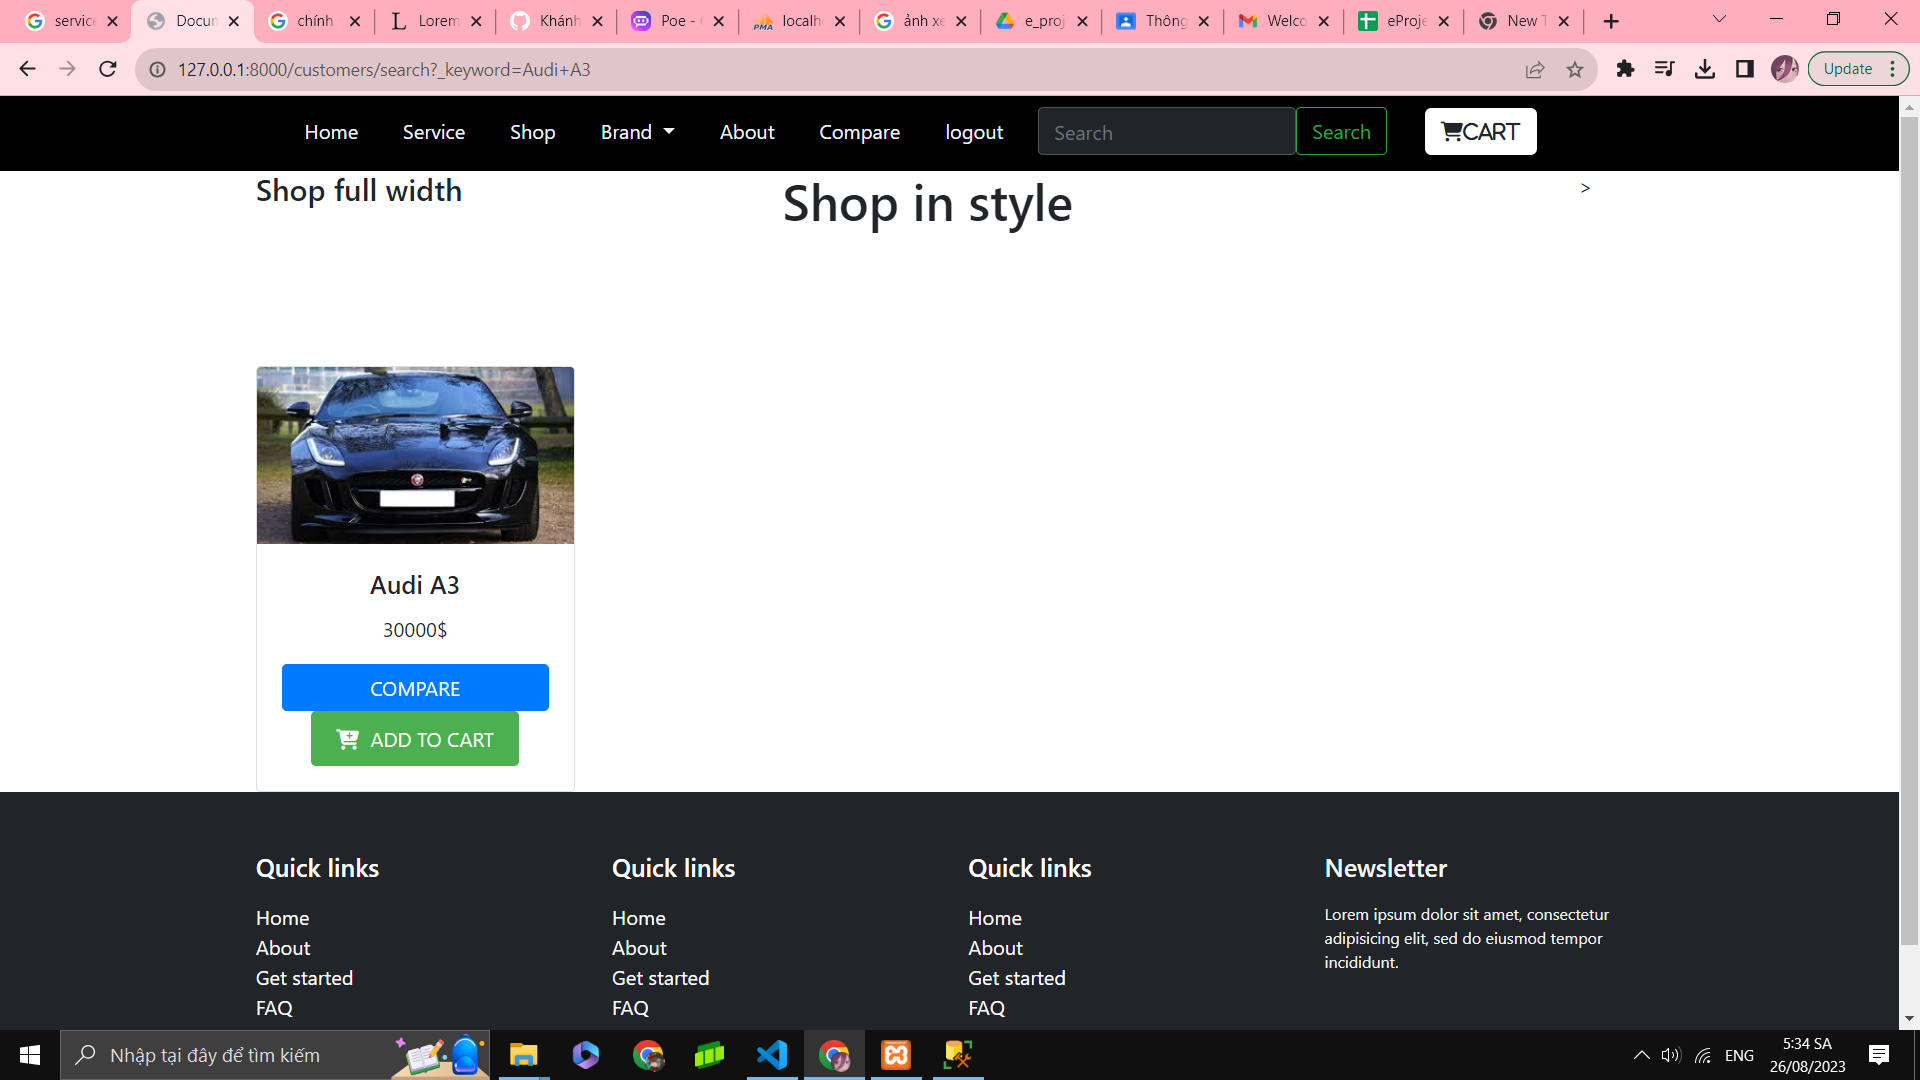 service
Docun
chính
Lorem
Khánh
Poe - (
localho
ảnh xe
e_proj
Thông
Welco
eProje
New T
127.0.0.1:8000/customers/search?_keyword=Audi+A3
Update
Home Service Shop Brand About Compare logout Search Search CART
Shop full width
Shop in style
>
Audi A3
30000$
COMPARE
ADD TO CART
Quick links
Home
About
Get started
FAQ
Quick links
Home
About
Get started
FAQ
Quick links
Home
About
Get started
FAQ
Newsletter
Lorem ipsum dolor sit amet, consectetur
adipisicing elit, sed do eiusmod tempor
incididunt.
Nhập tại đây để tìm kiếm
ENG
5:34 SA
26/08/2023